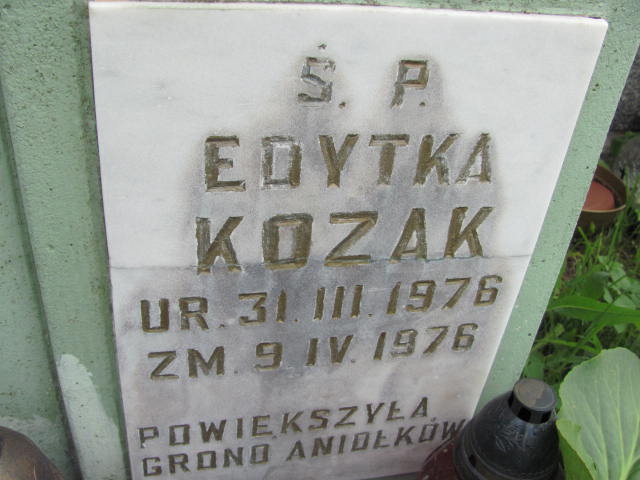 Ś. P.
EDYTKA
KOZAK
UR. 31. III. 1976
ZM. 9. IV. 1976
POWIĘKSZYŁA
GRONO ANIOŁKÓW